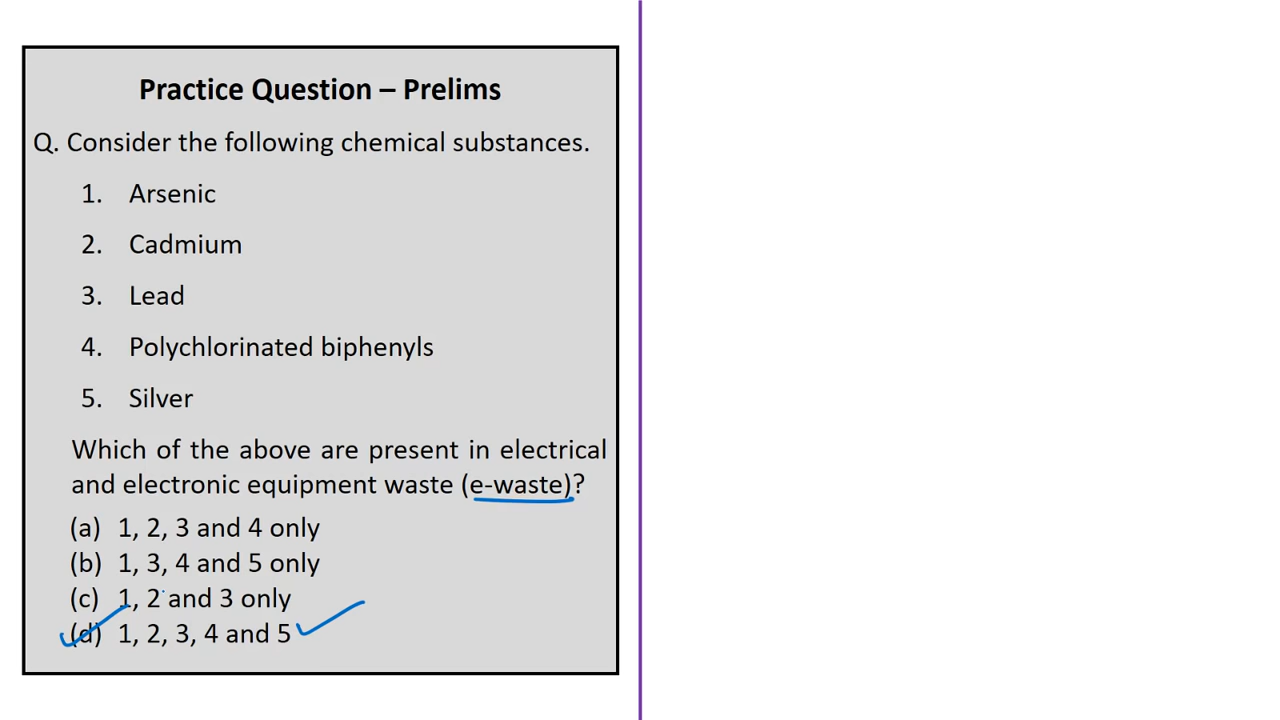 Practice Question – Prelims
Q. Consider the following chemical substances.
1. Arsenic
2. Cadmium
3. Lead
4. Polychlorinated biphenyls
5. Silver
Which of the above are present in electrical
and electronic equipment waste (e-waste)?
(a) 1, 2, 3 and 4 only
(b) 1, 3, 4 and 5 only
(c) 1, 2 and 3 only
(d) 1, 2, 3, 4 and 5